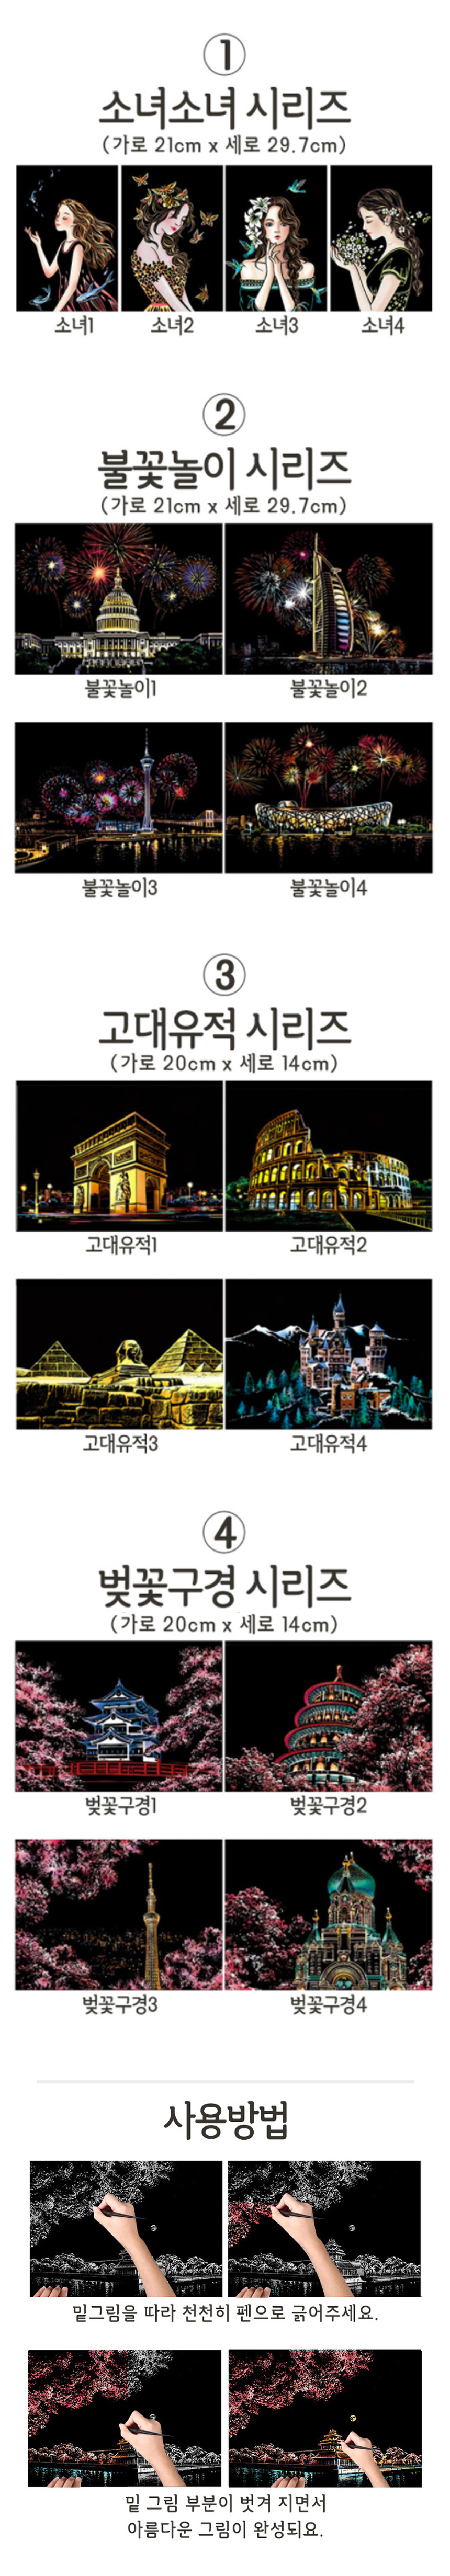 1
소녀소녀 시리즈
(가로 21cm x 세로 29.7cm)
소녀1 소녀2 소녀3 소녀4
2
불꽃놀이 시리즈
(가로 21cm x 세로 29.7cm)
불꽃놀이1 불꽃놀이2
불꽃놀이3 불꽃놀이4
3
고대유적 시리즈
(가로 20cm x 세로 14cm)
고대유적1 고대유적2
고대유적3 고대유적4
4
벚꽃구경 시리즈
(가로 20cm x 세로 14cm)
벚꽃구경1 벚꽃구경2
벚꽃구경3 벚꽃구경4
사용방법
밑그림을 따라 천천히 펜으로 긁어주세요.
밑 그림 부분이 벗겨 지면서
아름다운 그림이 완성되요.